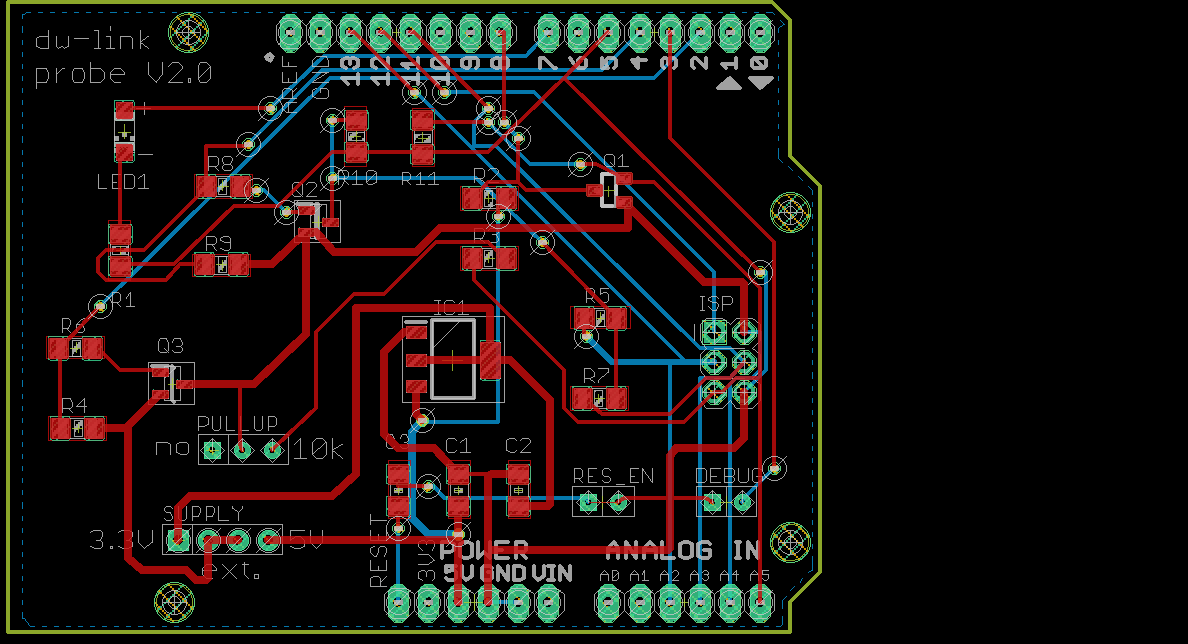 dw-link
probe V2.0
AREF
GND
13
12
11
10
9
8
7
6
5
4
3
2
1
0
+
−
LED1
R8
Q2
R10
R11
Q1
R9
R1
R6
Q3
R4
IC1
R5
ISP
R7
PULLUP
no
10k
C1
C2
RES_EN
DEBUG
SUPPLY
3.3V
5V
ext.
RESET
3V3
POWER
5V GND VIN
ANALOG IN
A0 A1 A2 A3 A4 A5